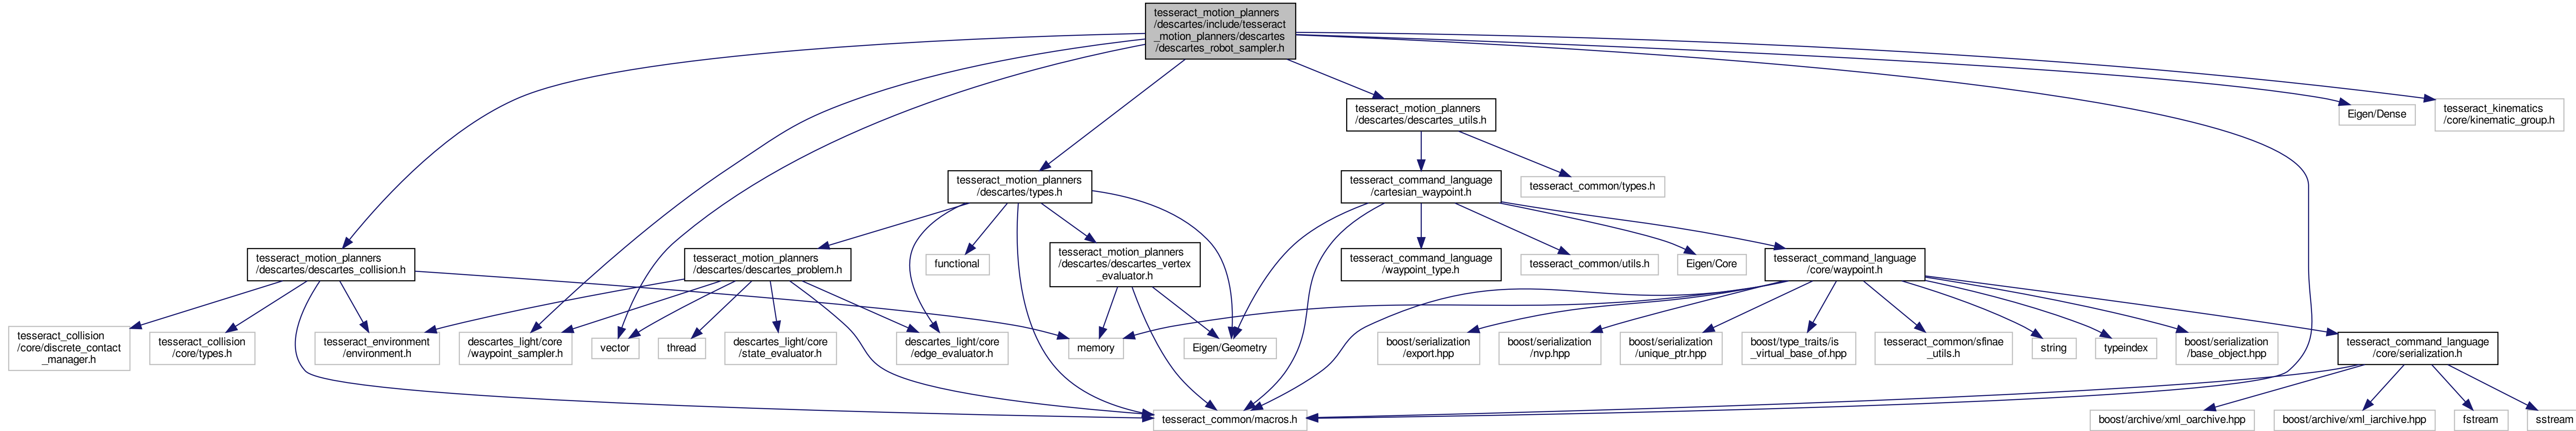 tesseract_motion_planners
/descartes/include/tesseract
_motion_planners/descartes
/descartes_robot_sampler.h
tesseract_motion_planners
/descartes/descartes_utils.h
Eigen/Dense
tesseract_kinematics
/core/kinematic_group.h
tesseract_motion_planners
/descartes/types.h
tesseract_command_language
/cartesian_waypoint.h
tesseract_common/types.h
tesseract_motion_planners
/descartes/descartes_collision.h
tesseract_motion_planners
/descartes/descartes_problem.h
functional
tesseract_motion_planners
/descartes/descartes_vertex
_evaluator.h
tesseract_command_language
/waypoint_type.h
tesseract_common/utils.h
Eigen/Core
tesseract_command_language
/core/waypoint.h
tesseract_collision
/core/discrete_contact
_manager.h
tesseract_collision
/core/types.h
tesseract_environment
/environment.h
descartes_light/core
/waypoint_sampler.h
vector
thread
descartes_light/core
/state_evaluator.h
descartes_light/core
/edge_evaluator.h
memory
Eigen/Geometry
boost/serialization
/export.hpp
boost/serialization
/nvp.hpp
boost/serialization
/unique_ptr.hpp
boost/type_traits/is
_virtual_base_of.hpp
tesseract_common/sfinae
_utils.h
string
typeindex
boost/serialization
/base_object.hpp
tesseract_command_language
/core/serialization.h
tesseract_common/macros.h
boost/archive/xml_oarchive.hpp
boost/archive/xml_iarchive.hpp
fstream
sstream